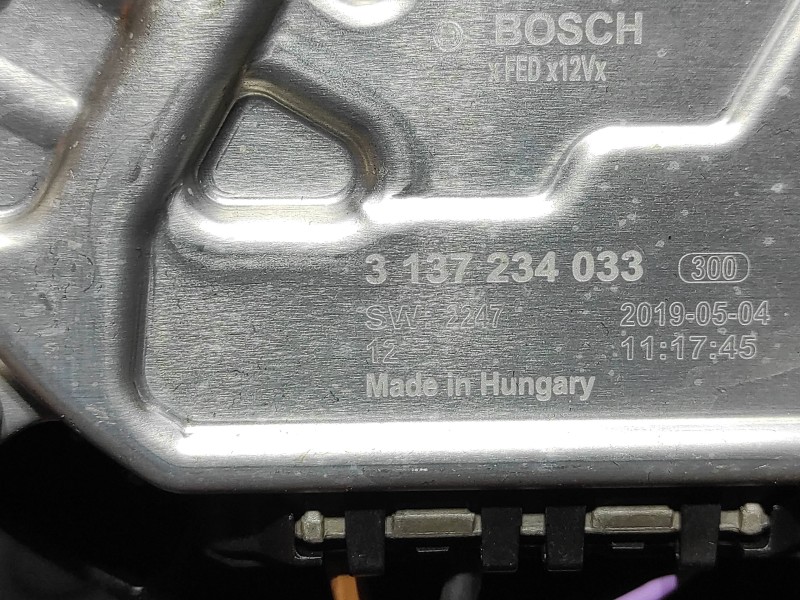 BOSCH
x FED x12Vx
3 137 234 033 300
SW: 2247 2019-05-04
12 11:17:45
Made in Hungary